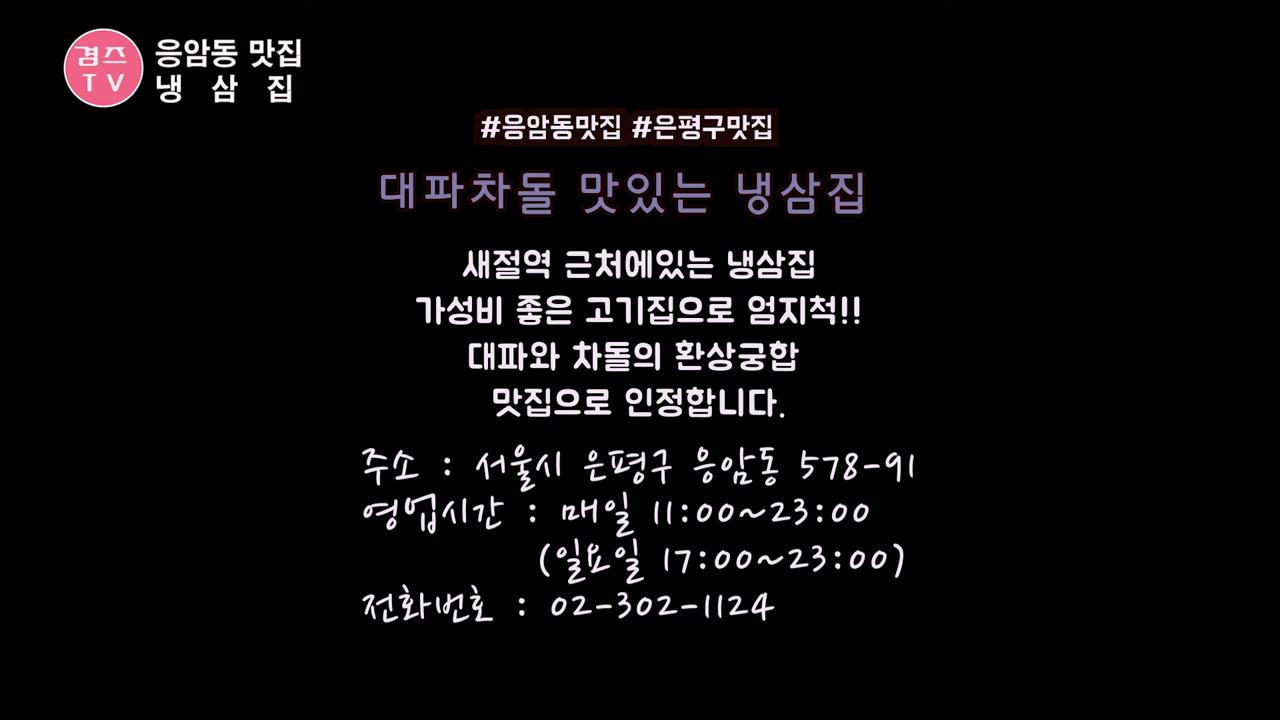 겸즈
TV
응암동 맛집
냉 삼 집
#응암동맛집 #은평구맛집
대파차돌 맛있는 냉삼집
새절역 근처에있는 냉삼집
가성비 좋은 고기집으로 엄지척!!
대파와 차돌의 환상궁합
맛집으로 인정합니다.
주소 : 서울시 은평구 응암동 578-91
영업시간 : 매일 11:00~23:00
(일요일 17:00~23:00)
전화번호 : 02-302-1124